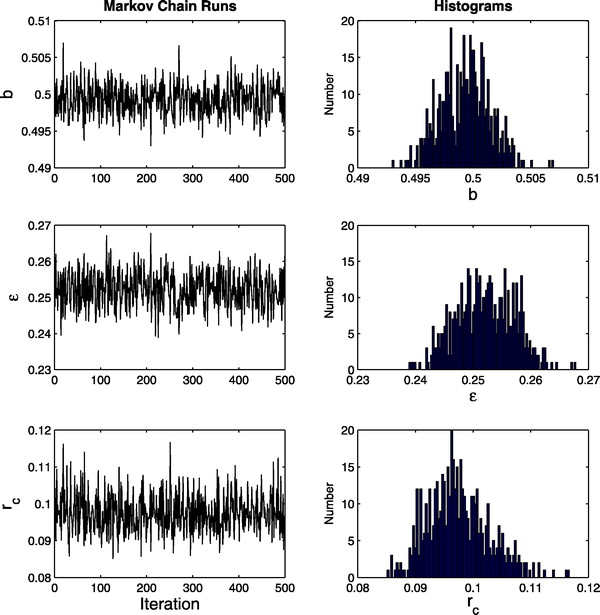 Markov Chain Runs
Histograms
0.51
0.505
0.5
0.495
0.49
b
0 100 200 300 400 500
20
15
10
5
0
Number
0.49 0.495 0.5 0.505 0.51
b
0.27
0.26
0.25
0.24
0.23
ε
0 100 200 300 400 500
20
15
10
5
0
Number
0.23 0.24 0.25 0.26 0.27
ε
0.12
0.11
0.1
0.09
0.08
r_c
0 100 200 300 400 500
Iteration
20
15
10
5
0
Number
0.08 0.09 0.1 0.11 0.12
r_c